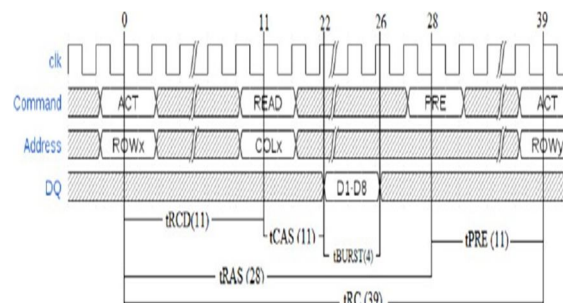 0 11 22 26 28 39
clk
Command ACT READ PRE ACT
Address ROWx COLx ROWy
DQ D1-D8
tRCD(11)
tCAS (11)
tBURST(4)
tPRE (11)
tRAS (28)
tRC (39)